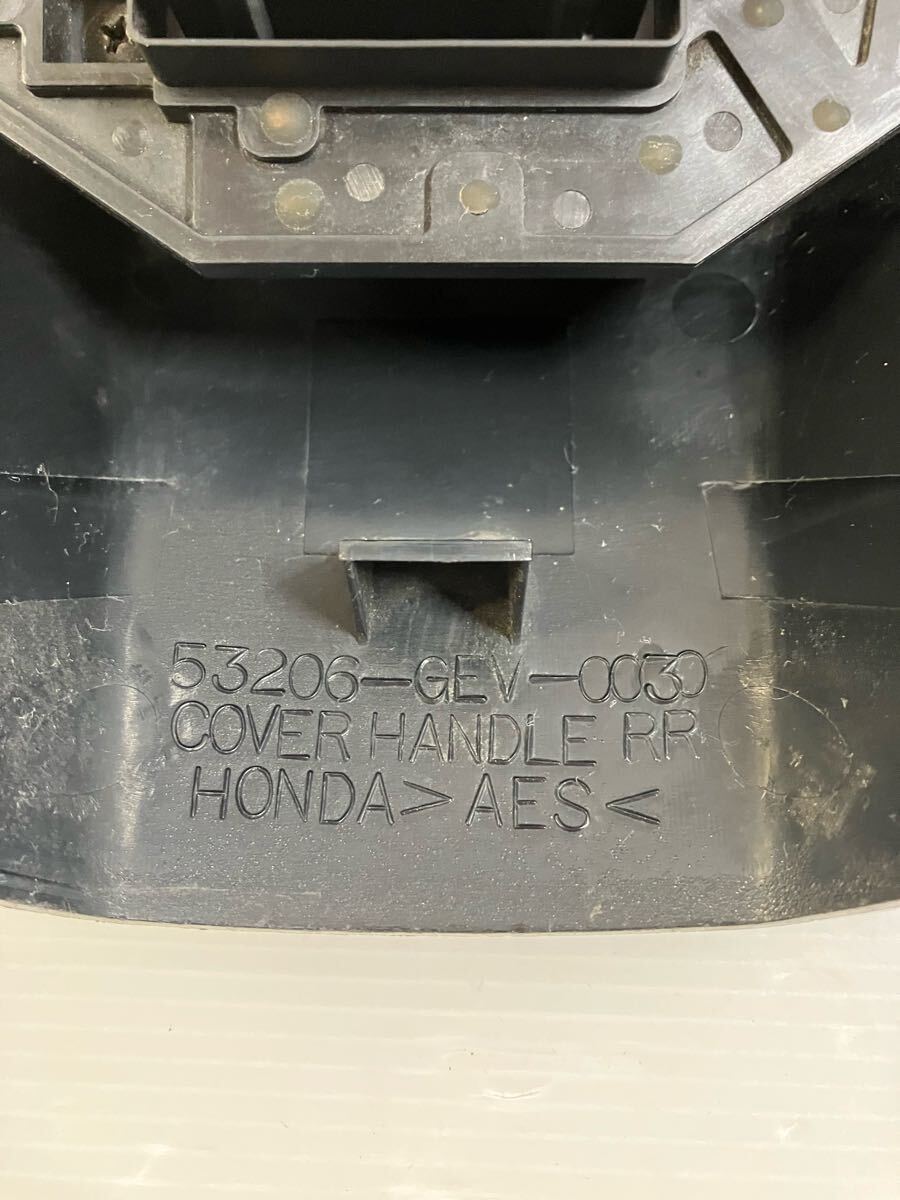 53206-GEV-0030
COVER HANDLE RR
HONDA>AES<